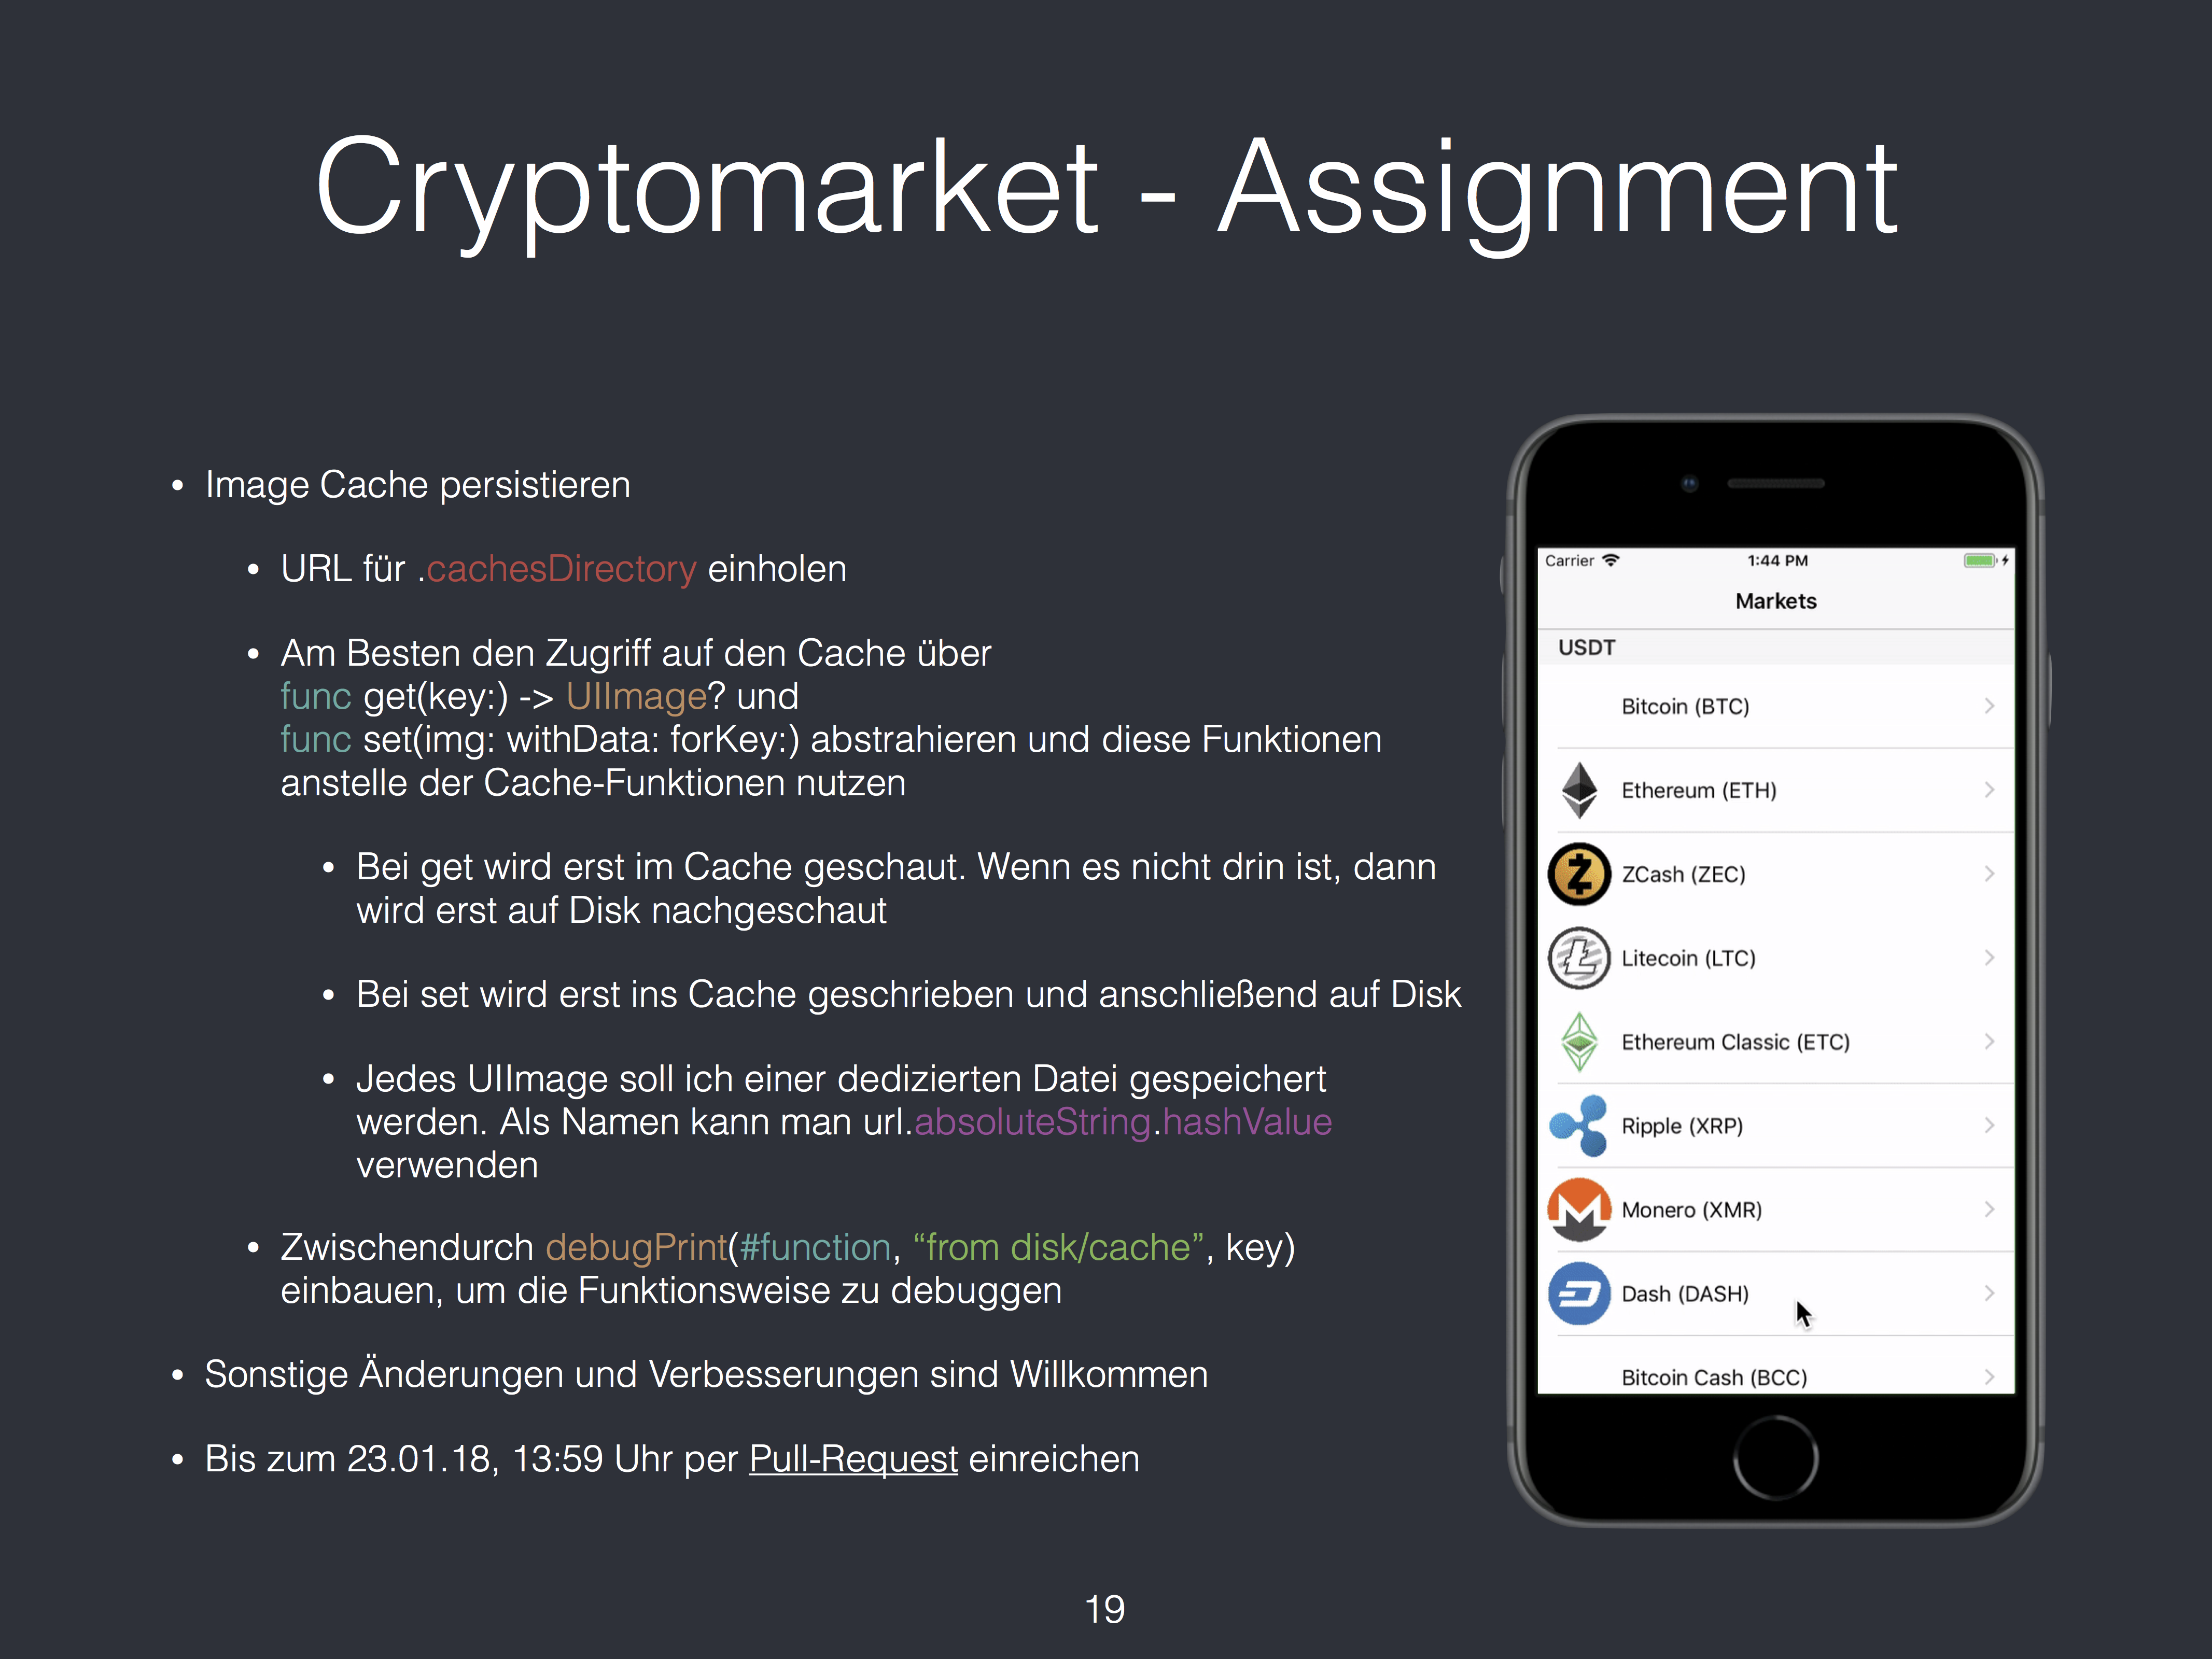 Cryptomarket - Assignment
• Image Cache persistieren
• URL für .cachesDirectory einholen
• Am Besten den Zugriff auf den Cache über
func get(key:) -> UIImage? und
func set(img: withData: forKey:) abstrahieren und diese Funktionen
anstelle der Cache-Funktionen nutzen
• Bei get wird erst im Cache geschaut. Wenn es nicht drin ist, dann
wird erst auf Disk nachgeschaut
• Bei set wird erst ins Cache geschrieben und anschließend auf Disk
• Jedes UIImage soll ich einer dedizierten Datei gespeichert
werden. Als Namen kann man url.absoluteString.hashValue
verwenden
• Zwischendurch debugPrint(#function, “from disk/cache”, key)
einbauen, um die Funktionsweise zu debuggen
• Sonstige Änderungen und Verbesserungen sind Willkommen
• Bis zum 23.01.18, 13:59 Uhr per Pull-Request einreichen
Carrier 1:44 PM
Markets
USDT
Bitcoin (BTC)
Ethereum (ETH)
ZCash (ZEC)
Litecoin (LTC)
Ethereum Classic (ETC)
Ripple (XRP)
Monero (XMR)
Dash (DASH)
Bitcoin Cash (BCC)
19